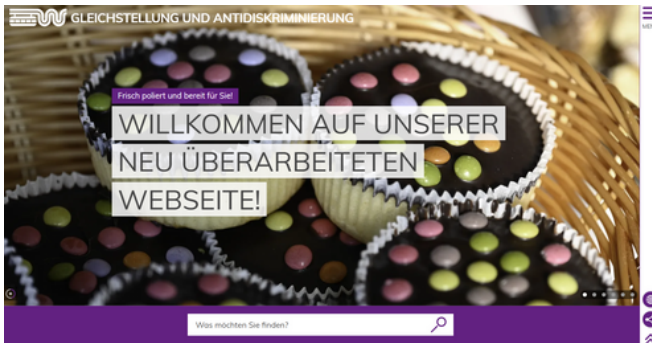 GLEICHSTELLUNG UND ANTIDISKRIMINIERUNG
Frisch poliert und bereit für Sie!
WILLKOMMEN AUF UNSERER
NEU ÜBERARBEITETEN
WEBSEITE!
Was möchten Sie finden?